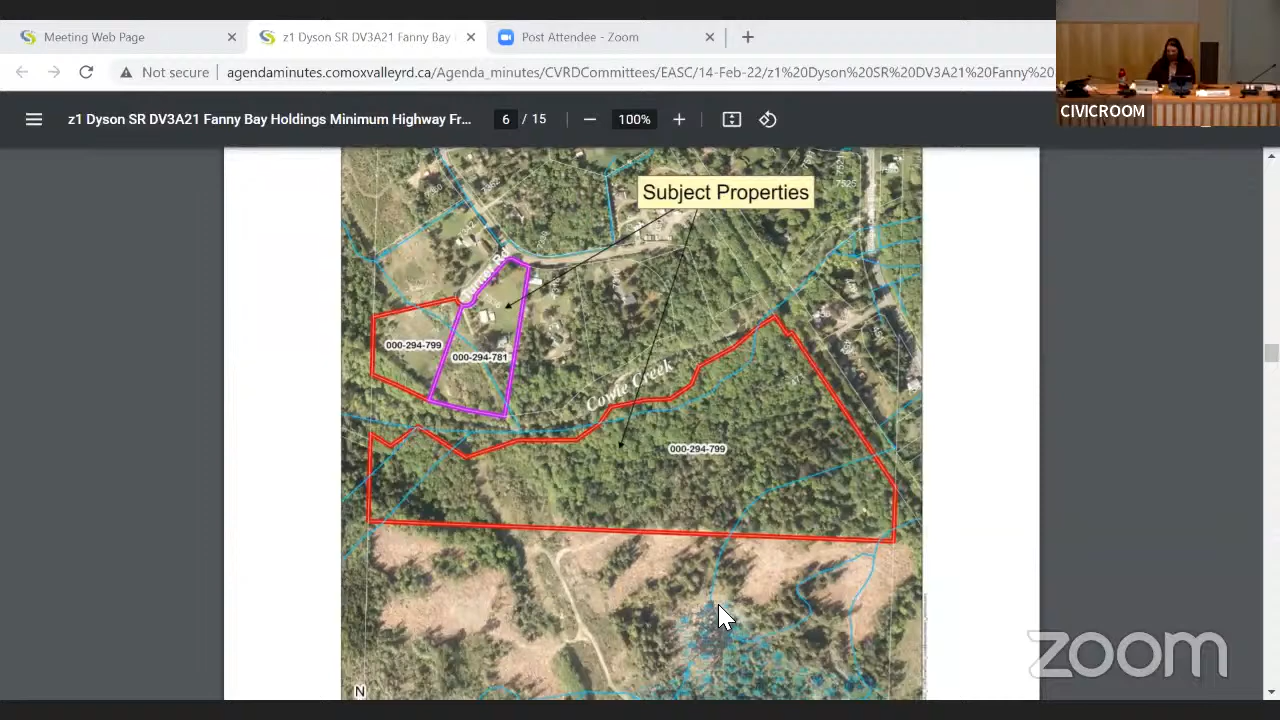 Meeting Web Page
z1 Dyson SR DV3A21 Fanny Bay
Post Attendee - Zoom
Not secure
agendaminutes.comoxvalleyrd.ca/Agenda_minutes/CVRDCommittees/EASC/14-Feb-22/z1%20Dyson%20SR%20DV3A21%20Fanny%20
CIVICROOM
z1 Dyson SR DV3A21 Fanny Bay Holdings Minimum Highway Fr...
6 / 15
100%
Subject Properties
7525
Turner Rd
000-294-799
000-294-781
Cowie Creek
000-294-799
N
zoom